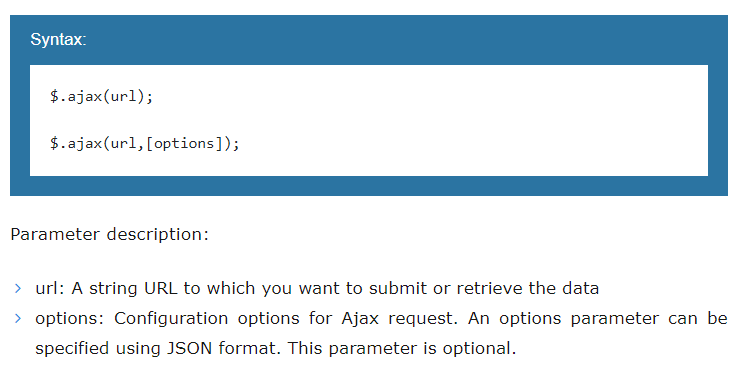 Syntax:
$.ajax(url);
$.ajax(url,[options]);
Parameter description:
url: A string URL to which you want to submit or retrieve the data
options: Configuration options for Ajax request. An options parameter can be
specified using JSON format. This parameter is optional.